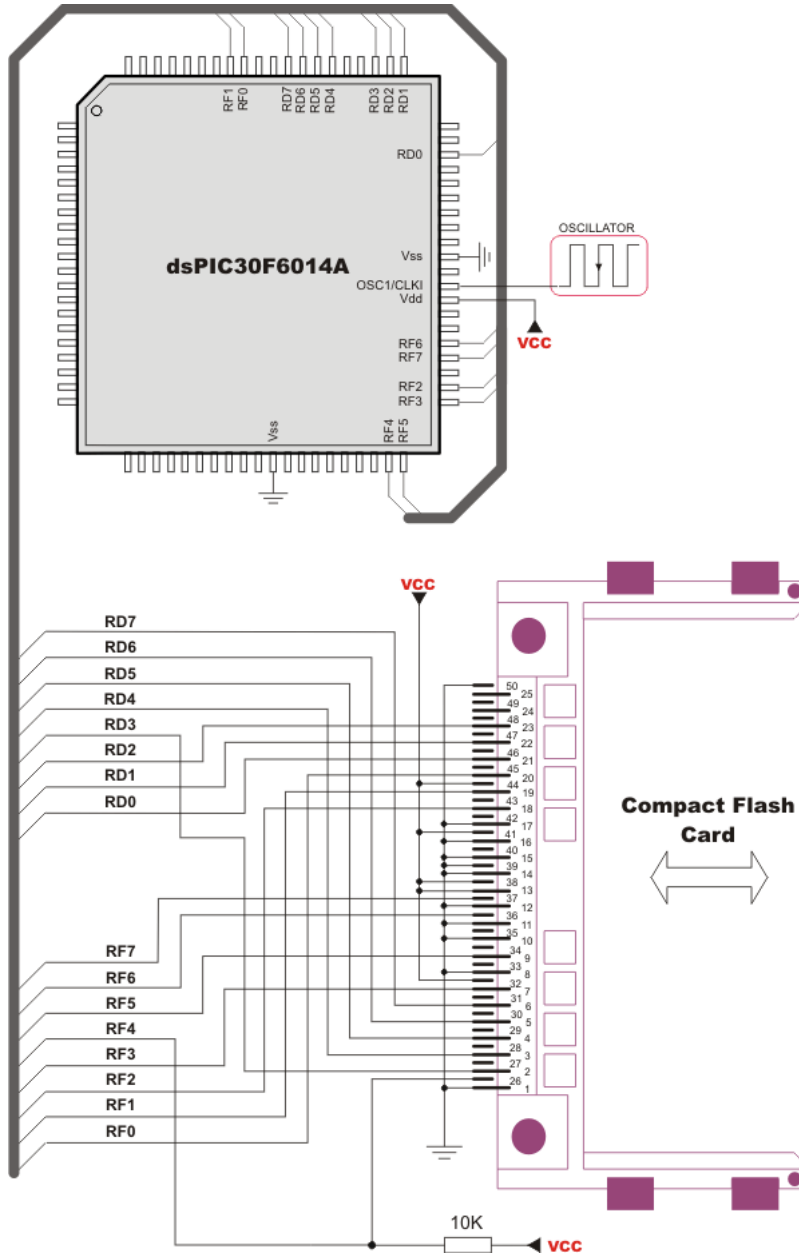 RF1 RF0 RD7 RD6 RD5 RD4 RD3 RD2 RD1
RD0
dsPIC30F6014A
Vss
OSC1/CLKI
Vdd
OSCILLATOR
VCC
RF6
RF7
RF2
RF3
Vss
RF4 RF5
VCC
RD7
RD6
RD5
RD4
RD3
RD2
RD1
RD0
50
25
49
24
48
23
47
22
46
21
45
20
44
19
43
18
42
17
41
16
40
15
39
14
38
13
37
12
36
11
35
10
34
9
33
8
32
7
31
6
30
5
29
4
28
3
27
2
26
1
Compact Flash
Card
RF7
RF6
RF5
RF4
RF3
RF2
RF1
RF0
10K
VCC